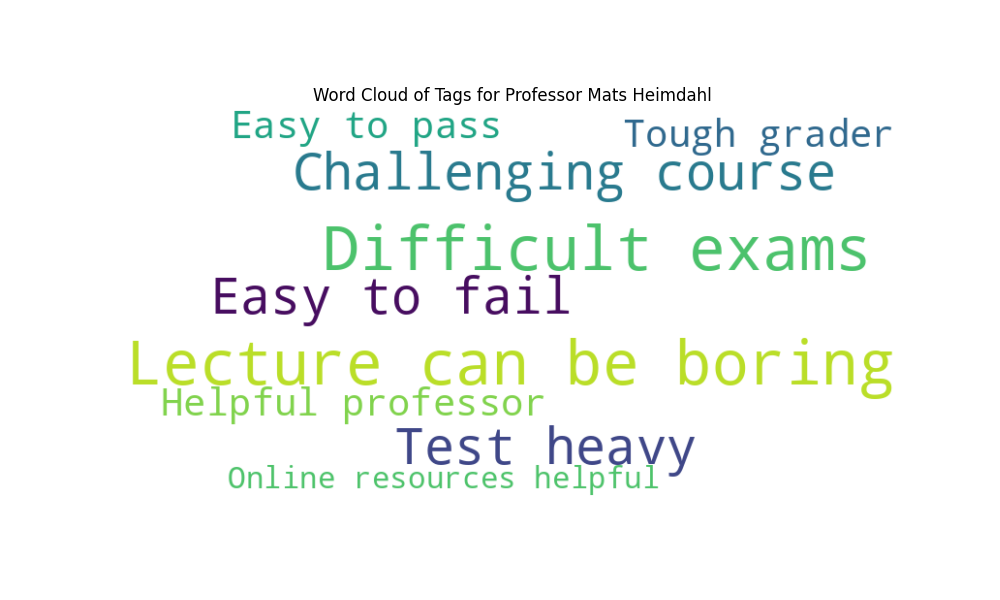 Word Cloud of Tags for Professor Mats Heimdahl
Easy to pass
Tough grader
Challenging course
Difficult exams
Easy to fail
Lecture can be boring
Helpful professor
Test heavy
Online resources helpful